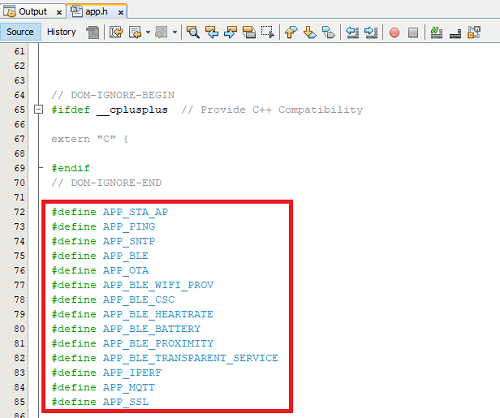 Output app.h
Source History
61
62
63
64 // DOM-IGNORE-BEGIN
65 #ifdef __cplusplus // Provide C++ Compatibility
66
67 extern "C" {
68
69 #endif
70 // DOM-IGNORE-END
71
72 #define APP_STA_AP
73 #define APP_PING
74 #define APP_SNTP
75 #define APP_BLE
76 #define APP_OTA
77 #define APP_BLE_WIFI_PROV
78 #define APP_BLE_CSC
79 #define APP_BLE_HEARTRATE
80 #define APP_BLE_BATTERY
81 #define APP_BLE_PROXIMITY
82 #define APP_BLE_TRANSPARENT_SERVICE
83 #define APP_IPERF
84 #define APP_MQTT
85 #define APP_SSL
86